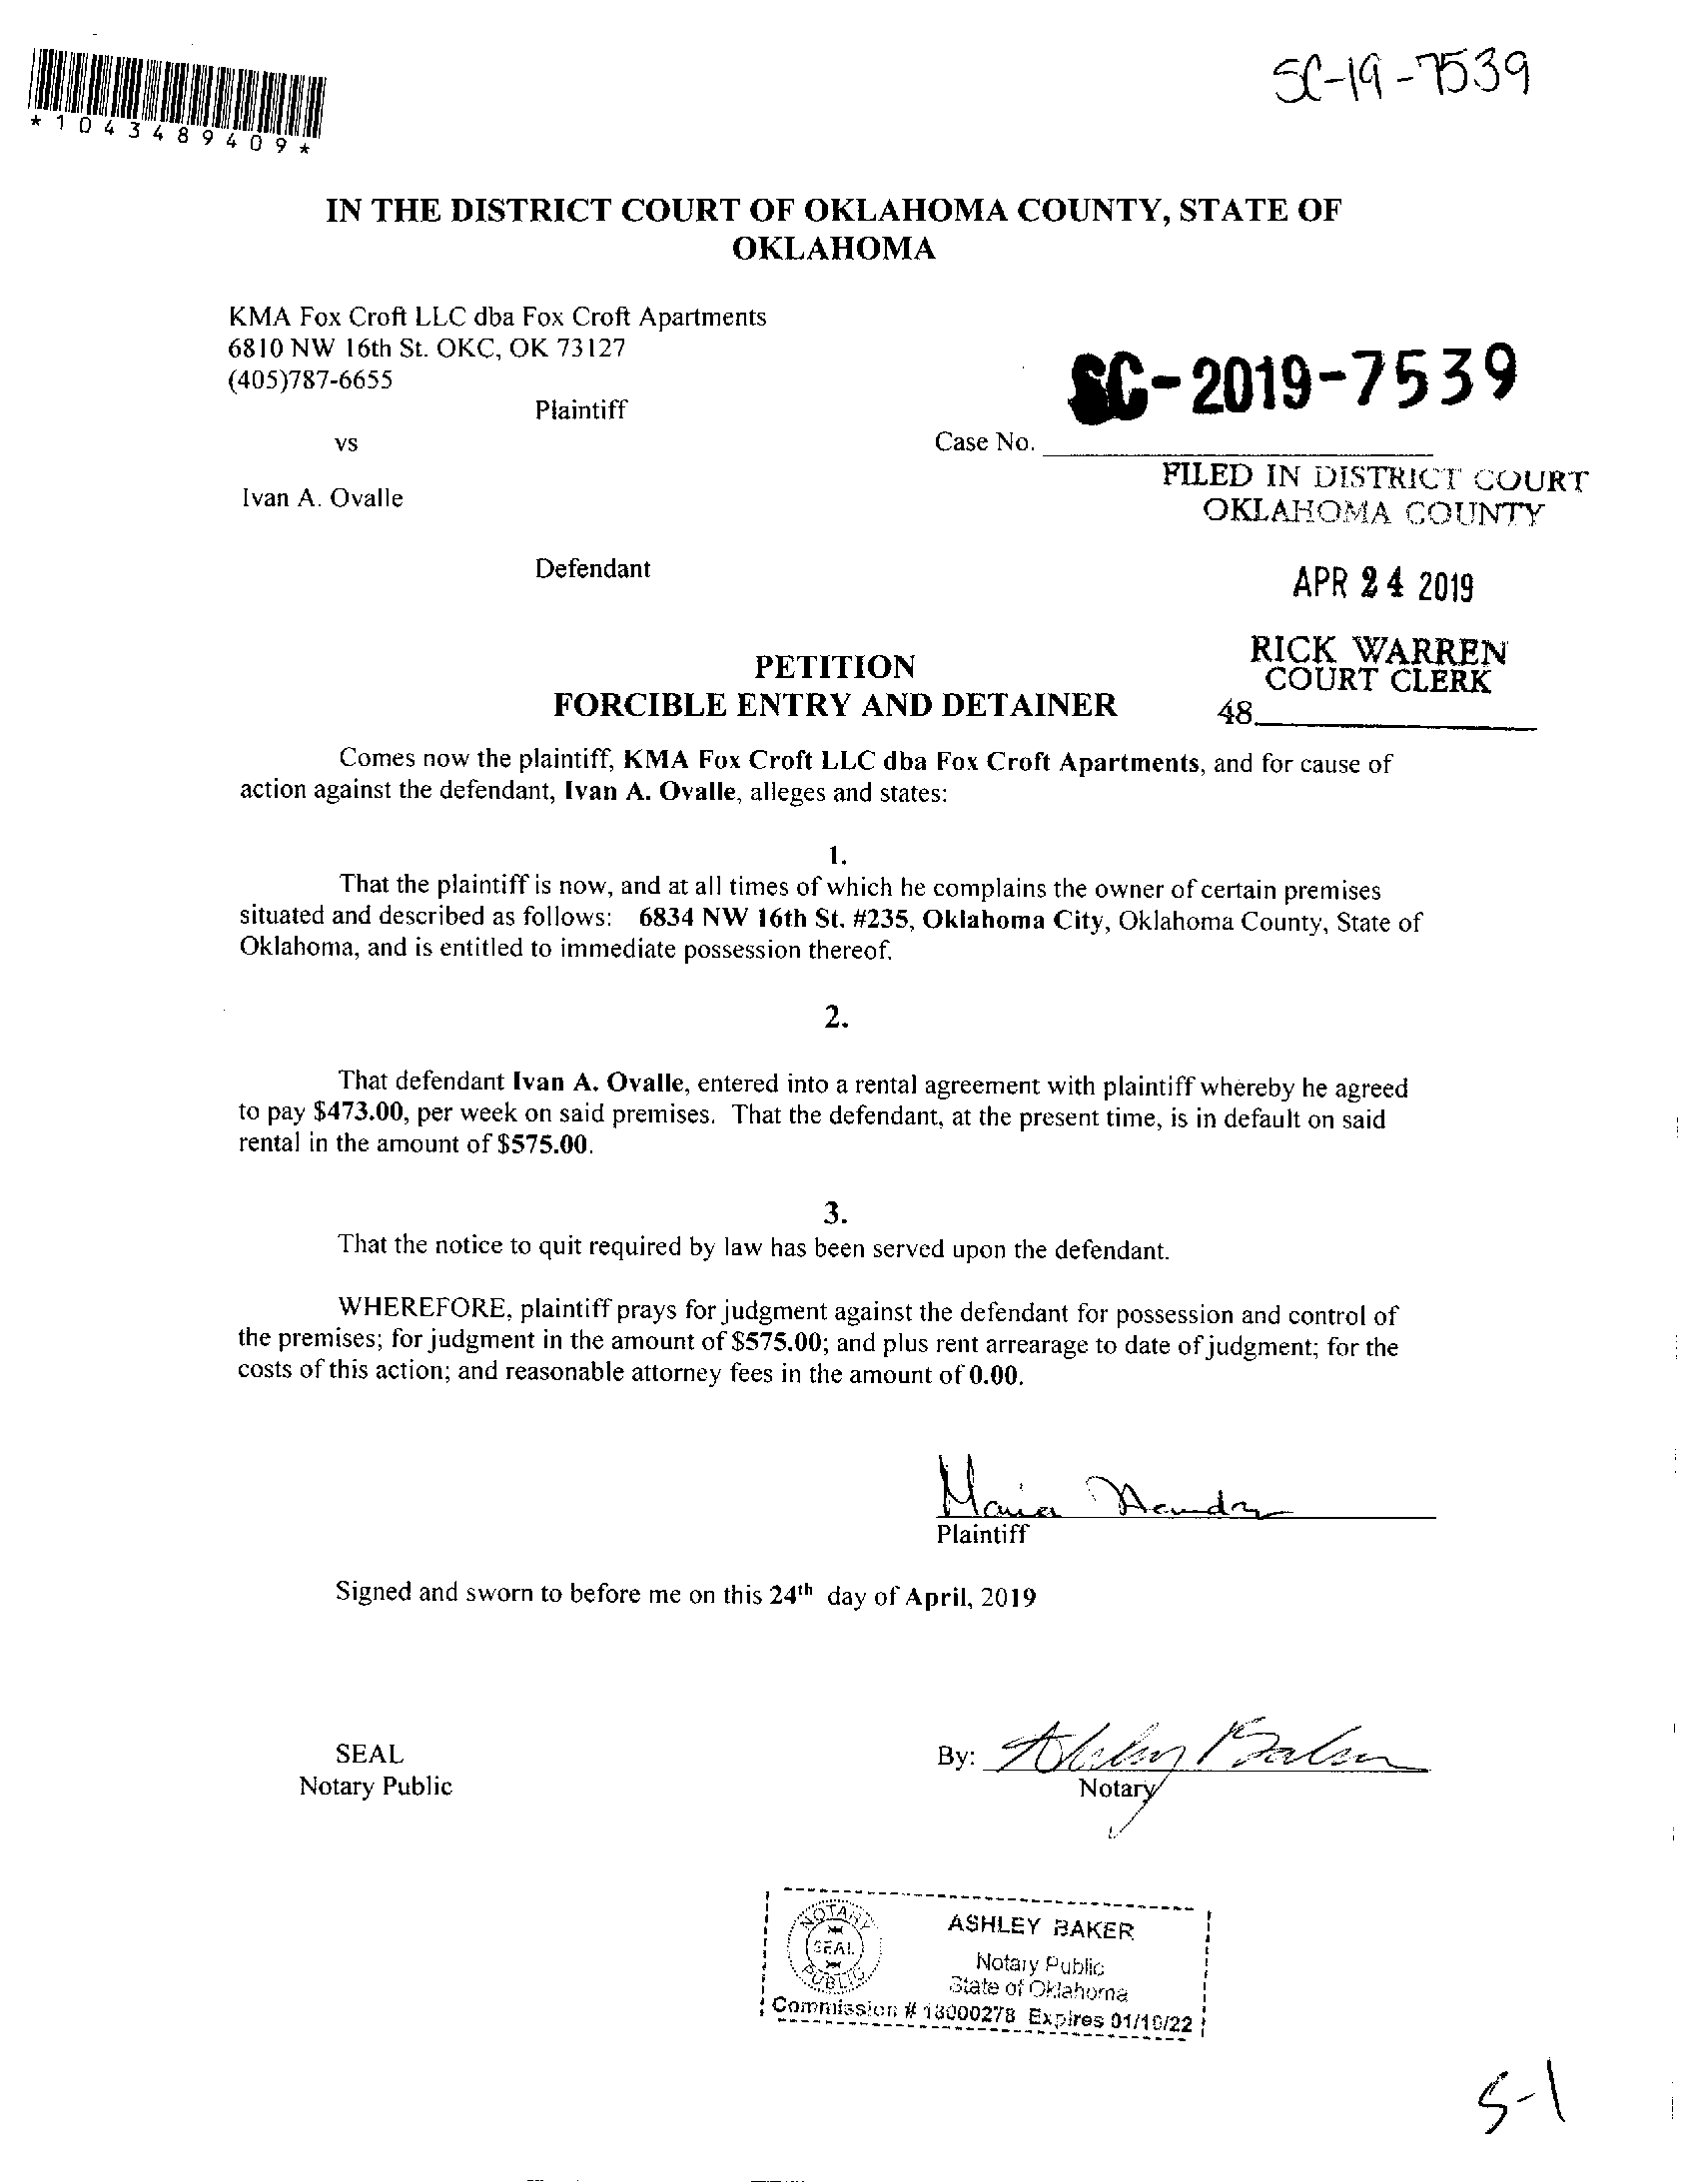 SC-19-7539
*1043489409*
IN THE DISTRICT COURT OF OKLAHOMA COUNTY, STATE OF
OKLAHOMA
KMA Fox Croft LLC dba Fox Croft Apartments
6810 NW 16th St. OKC, OK 73127
(405)787-6655
Plaintiff
SC-2019-7539
vs
Case No.
FILED IN DISTRICT COURT
OKLAHOMA COUNTY
Ivan A. Ovalle
Defendant
APR 24 2019
RICK WARREN
COURT CLERK
48
PETITION
FORCIBLE ENTRY AND DETAINER
Comes now the plaintiff, KMA Fox Croft LLC dba Fox Croft Apartments, and for cause of
action against the defendant, Ivan A. Ovalle, alleges and states:
1.
That the plaintiff is now, and at all times of which he complains the owner of certain premises
situated and described as follows: 6834 NW 16th St. #235, Oklahoma City, Oklahoma County, State of
Oklahoma, and is entitled to immediate possession thereof.
2.
That defendant Ivan A. Ovalle, entered into a rental agreement with plaintiff whereby he agreed
to pay $473.00, per week on said premises. That the defendant, at the present time, is in default on said
rental in the amount of $575.00.
3.
That the notice to quit required by law has been served upon the defendant.
WHEREFORE, plaintiff prays for judgment against the defendant for possession and control of
the premises; for judgment in the amount of $575.00; and plus rent arrearage to date of judgment; for the
costs of this action; and reasonable attorney fees in the amount of 0.00.
Maria
Plaintiff
Signed and sworn to before me on this 24th day of April, 2019
SEAL
Notary Public
By: Ashley Baker
Notary
NOTARY
SEAL
PUBLIC
ASHLEY BAKER
Notary Public
State of Oklahoma
Commission # 18000278 Expires 01/10/22
S-1